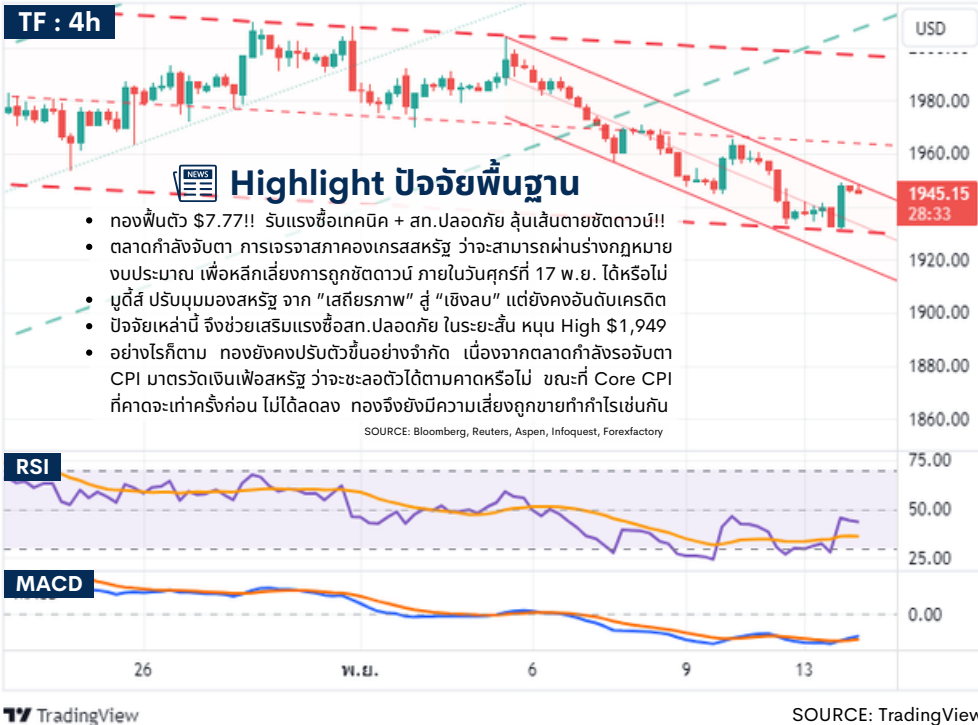 TF : 4h
USD
1980.00
1960.00
NEWS
Highlight ปัจจัยพื้นฐาน
1945.15
28:33
• ทองฟื้นตัว $7.77!! รับแรงซื้อเทคนิค + สท.ปลอดภัย ลุ้นเส้นตายชัตดาวน์!!
• ตลาดกำลังจับตา การเจรจาสภาคองเกรสสหรัฐ ว่าจะสามารถผ่านร่างกฎหมาย
งบประมาณ เพื่อหลีกเลี่ยงการถูกชัตดาวน์ ภายในวันศุกร์ที่ 17 พ.ย. ได้หรือไม่
1920.00
• มูดี้ส์ ปรับมุมมองสหรัฐ จาก "เสถียรภาพ" สู่ “เชิงลบ” แต่ยังคงอันดับเครดิต
1900.00
• ปัจจัยเหล่านี้ จึงช่วยเสริมแรงซื้อสท.ปลอดภัย ในระยะสั้น หนุน High $1,949
• อย่างไรก็ตาม ทองยังคงปรับตัวขึ้นอย่างจำกัด เนื่องจากตลาดกำลังรอจับตา
1880.00
CPI มาตรวัดเงินเฟ้อสหรัฐ ว่าจะชะลอตัวได้ตามคาดหรือไม่ ขณะที่ Core CPI
ที่คาดจะเท่าครั้งก่อน ไม่ได้ลดลง ทองจึงยังมีความเสี่ยงถูกขายทำกำไรเช่นกัน
1860.00
SOURCE: Bloomberg, Reuters, Aspen, Infoquest, Forexfactory
RSI
75.00
50.00
25.00
MACD
0.00
26 พ.ย. 6 9 13
TradingView
SOURCE: TradingView